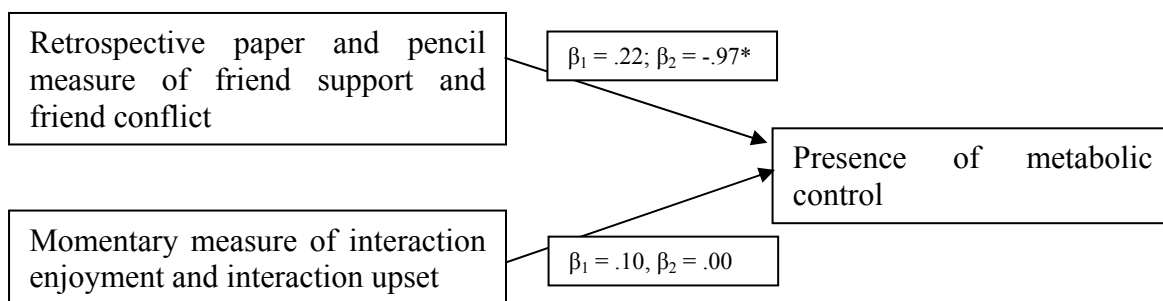 Retrospective paper and pencil
measure of friend support and
friend conflict
β₁ = .22; β₂ = -.97*
Presence of metabolic
control
Momentary measure of interaction
enjoyment and interaction upset
β₁ = .10, β₂ = .00